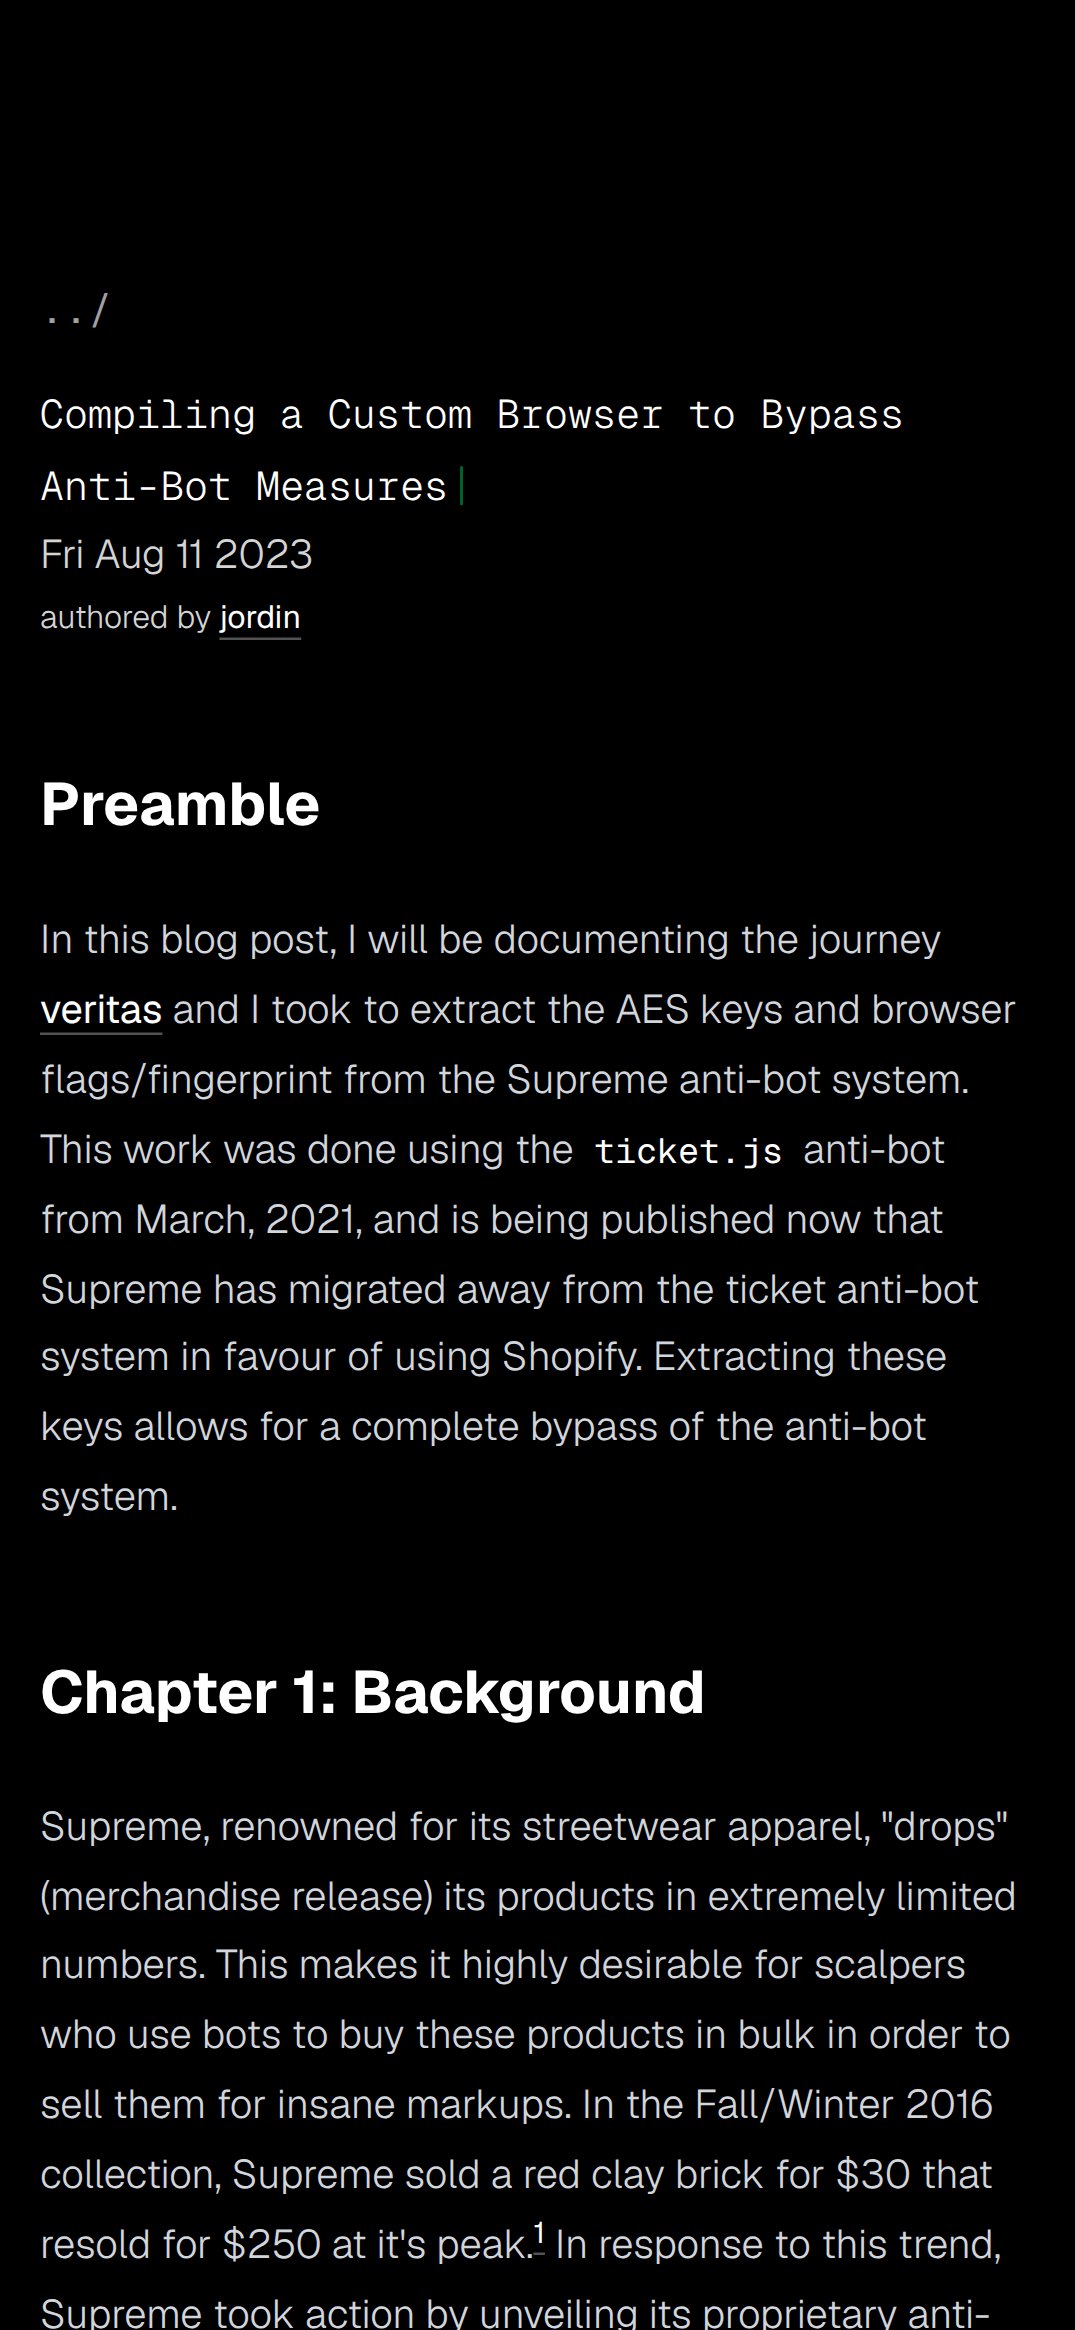 ../
Compiling a Custom Browser to Bypass
Anti-Bot Measures
Fri Aug 11 2023
authored by jordin
Preamble
In this blog post, I will be documenting the journey
veritas and I took to extract the AES keys and browser
flags/fingerprint from the Supreme anti-bot system.
This work was done using the ticket.js anti-bot
from March, 2021, and is being published now that
Supreme has migrated away from the ticket anti-bot
system in favour of using Shopify. Extracting these
keys allows for a complete bypass of the anti-bot
system.
Chapter 1: Background
Supreme, renowned for its streetwear apparel, "drops"
(merchandise release) its products in extremely limited
numbers. This makes it highly desirable for scalpers
who use bots to buy these products in bulk in order to
sell them for insane markups. In the Fall/Winter 2016
collection, Supreme sold a red clay brick for $30 that
resold for $250 at it's peak.1 In response to this trend,
Supreme took action by unveiling its proprietary anti-